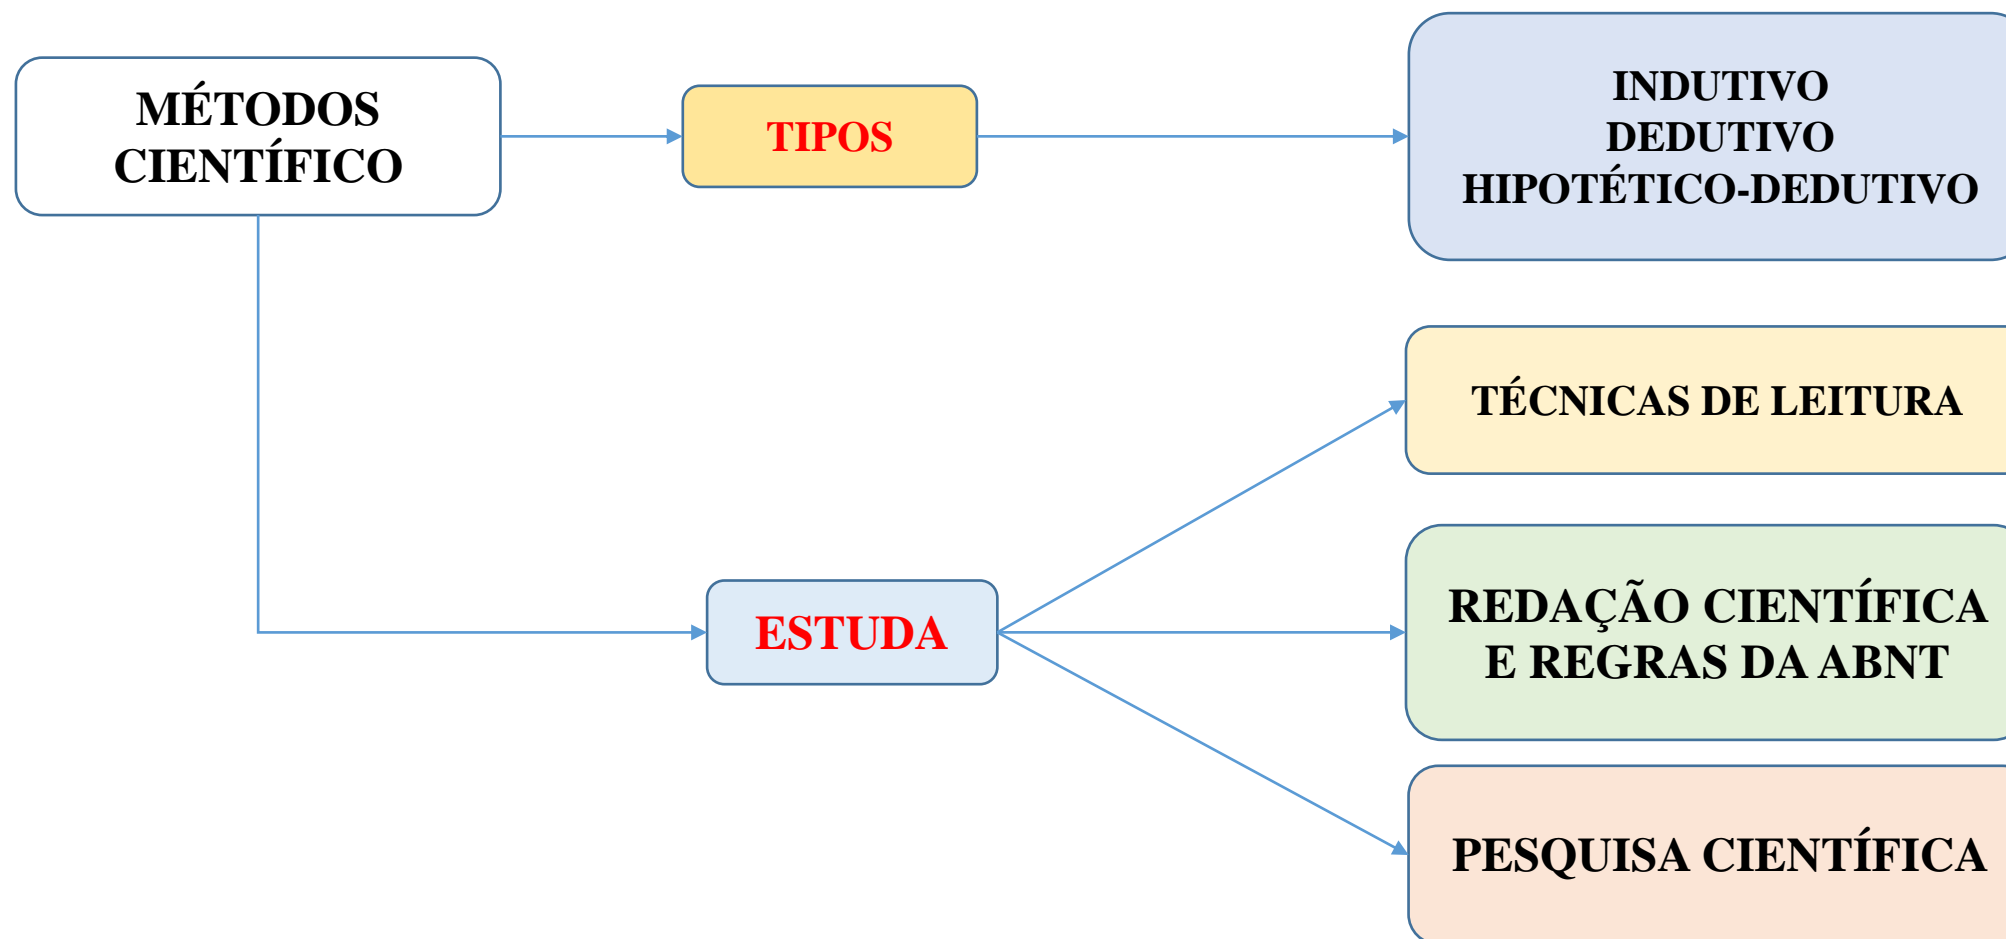 MÉTODOS
CIENTÍFICO
TIPOS
INDUTIVO
DEDUTIVO
HIPOTÉTICO-DEDUTIVO
TÉCNICAS DE LEITURA
ESTUDA
REDAÇÃO CIENTÍFICA
E REGRAS DA ABNT
PESQUISA CIENTÍFICA